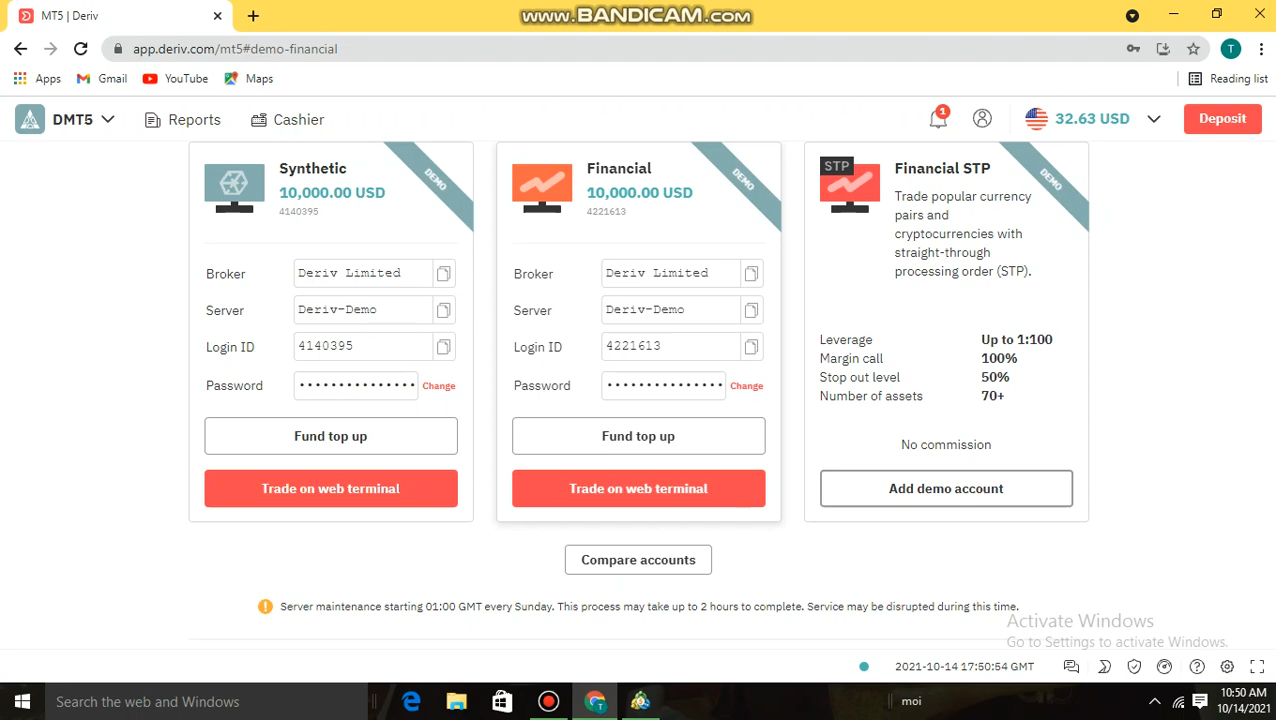 MT5 | Deriv
www.BANDICAM.com
app.deriv.com/mt5#demo-financial
T
Apps
Gmail
YouTube
Maps
Reading list
DMT5
Reports
Cashier
1
32.63 USD
Deposit
Synthetic
10,000.00 USD
4140395
DEMO
Broker
Deriv Limited
Server
Deriv-Demo
Login ID
4140395
Password
•••••••••••••••
Change
Fund top up
Trade on web terminal
Financial
10,000.00 USD
4221613
DEMO
Broker
Deriv Limited
Server
Deriv-Demo
Login ID
4221613
Password
•••••••••••••••
Change
Fund top up
Trade on web terminal
STP
Financial STP
DEMO
Trade popular currency
pairs and
cryptocurrencies with
straight-through
processing order (STP).
Leverage Up to 1:100
Margin call 100%
Stop out level 50%
Number of assets 70+
No commission
Add demo account
Compare accounts
Server maintenance starting 01:00 GMT every Sunday. This process may take up to 2 hours to complete. Service may be disrupted during this time.
Activate Windows
Go to Settings to activate Windows.
2021-10-14 17:50:54 GMT
Search the web and Windows
moi
10:50 AM
10/14/2021